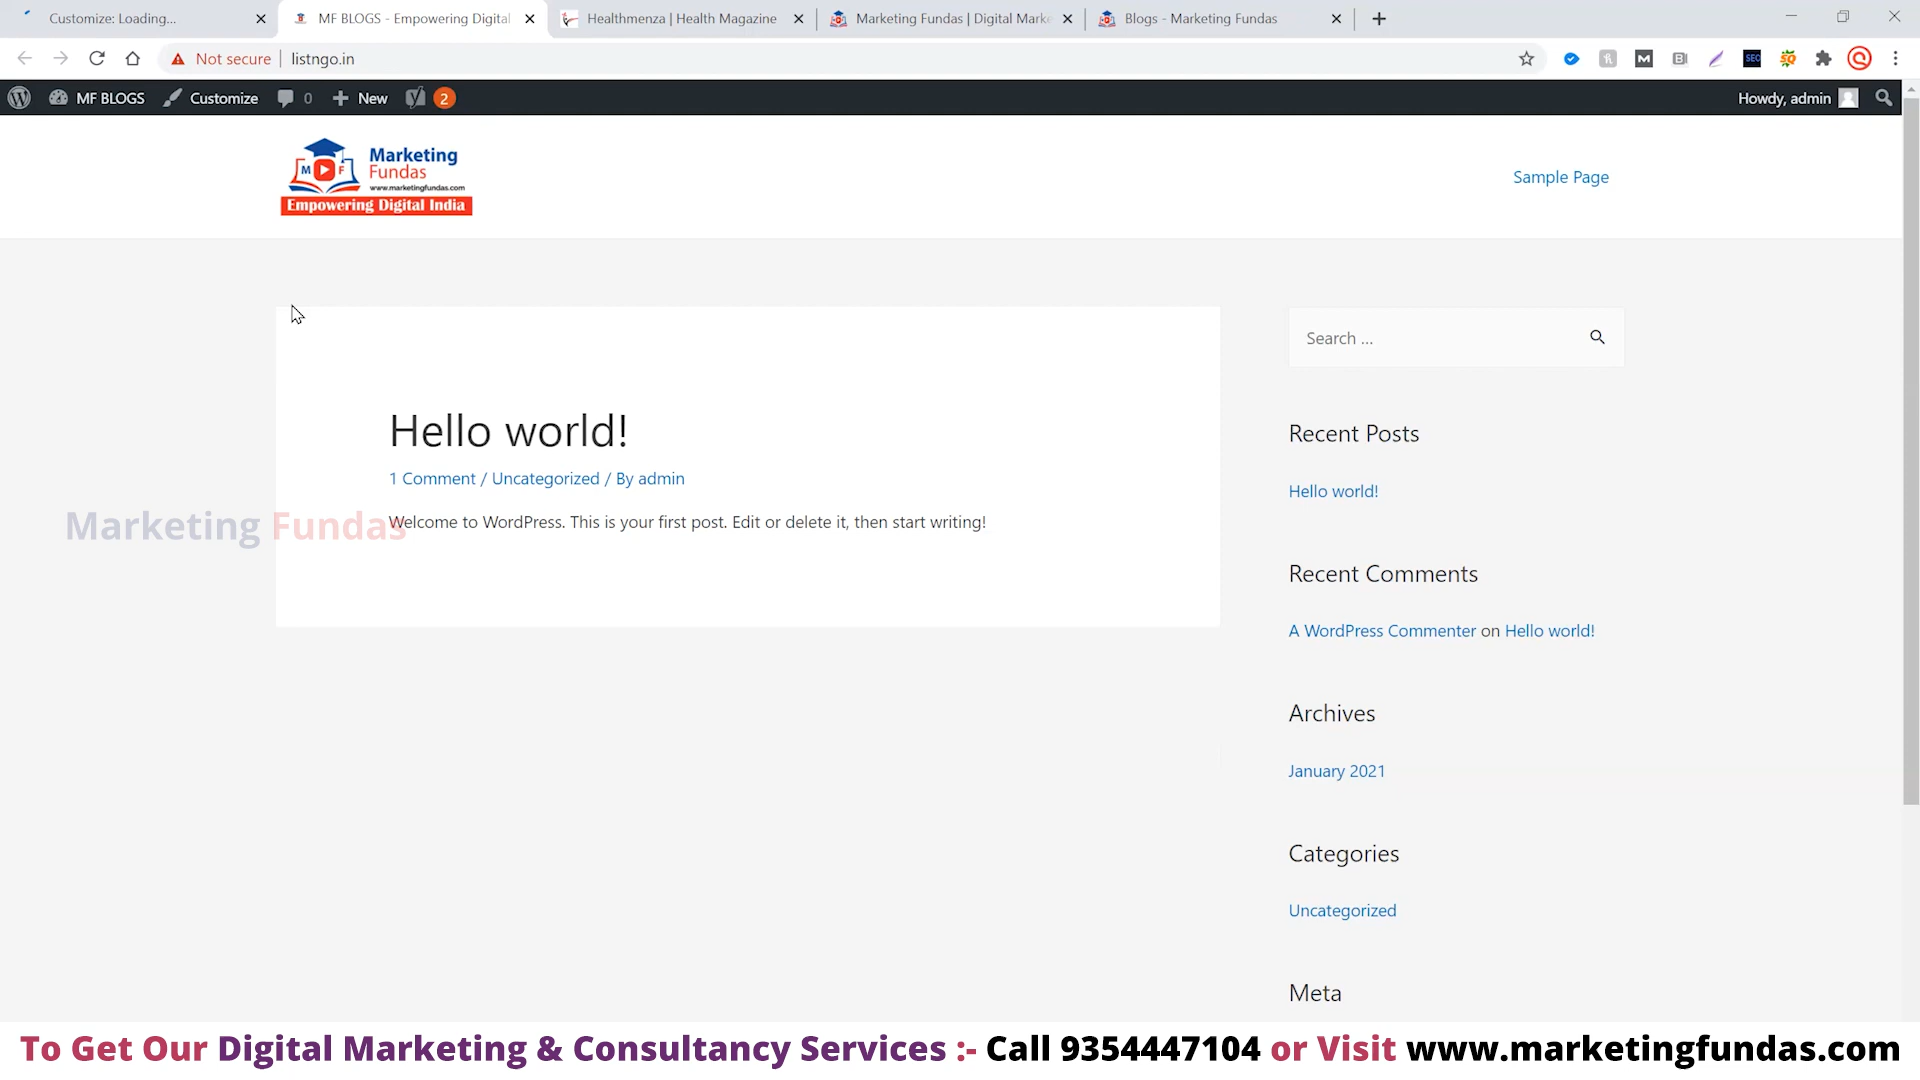 Customize: Loading...
MF BLOGS - Empowering Digital
Healthmenza | Health Magazine
Marketing Fundas | Digital Marke
Blogs - Marketing Fundas
Not secure
listngo.in
SEO
MF BLOGS
Customize
0
New
2
Howdy, admin
M F
Marketing
Fundas
www.marketingfundas.com
Empowering Digital India
Sample Page
Search ...
Hello world!
1 Comment / Uncategorized / By admin
Welcome to WordPress. This is your first post. Edit or delete it, then start writing!
Marketing Fundas
Recent Posts
Hello world!
Recent Comments
A WordPress Commenter on Hello world!
Archives
January 2021
Categories
Uncategorized
Meta
To Get Our Digital Marketing & Consultancy Services :- Call 9354447104 or Visit www.marketingfundas.com